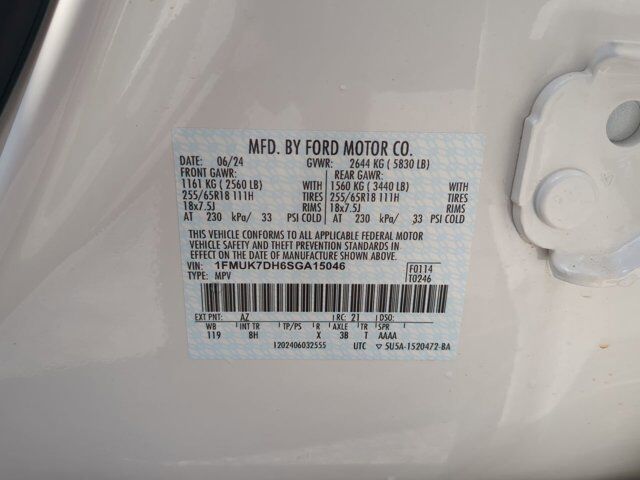 MFD. BY FORD MOTOR CO.
DATE: 06/24 GVWR: 2644 KG ( 5830 LB)
FRONT GAWR: REAR GAWR:
1161 KG ( 2560 LB) WITH 1560 KG ( 3440 LB) WITH
255/65R18 111H TIRES 255/65R18 111H TIRES
18x7.5J RIMS 18x7.5J RIMS
AT 230 kPa/ 33 PSI COLD AT 230 kPa/ 33 PSI COLD
THIS VEHICLE CONFORMS TO ALL APPLICABLE FEDERAL MOTOR
VEHICLE SAFETY AND THEFT PREVENTION STANDARDS IN
EFFECT ON THE DATE OF MANUFACTURE SHOWN ABOVE.
VIN: 1FMUK7DH6SGA15046 F0114
TYPE: MPV T0246
EXT PNT: AZ RC: 21 DSO:
WB INT TR TP/PS R AXLE TR SPR
119 8H X 3B T AAAA
1202406032555 UTC SU5A-1520472-BA